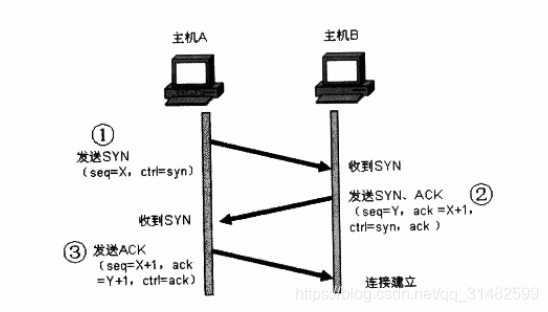 主机A
主机B
①
发送SYN
（seq=X，ctrl=syn）
收到SYN
发送SYN、ACK ②
（seq=Y，ack =X+1，
ctrl=syn，ack ）
收到SYN
③ 发送ACK
（seq=X+1，ack
=Y+1，ctrl=ack）
连接建立
https://blog.csdn.net/qq_31482599